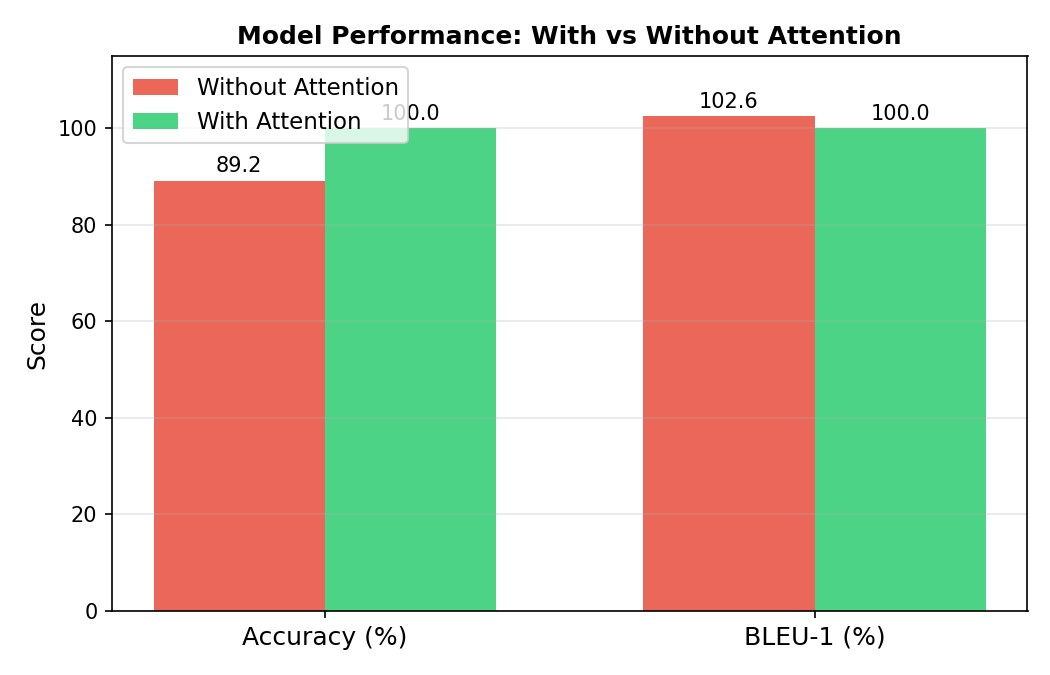 Model Performance: With vs Without Attention
Without Attention
With Attention
89.2
100.0
102.6
100.0
Score
100
80
60
40
20
0
Accuracy (%)
BLEU-1 (%)